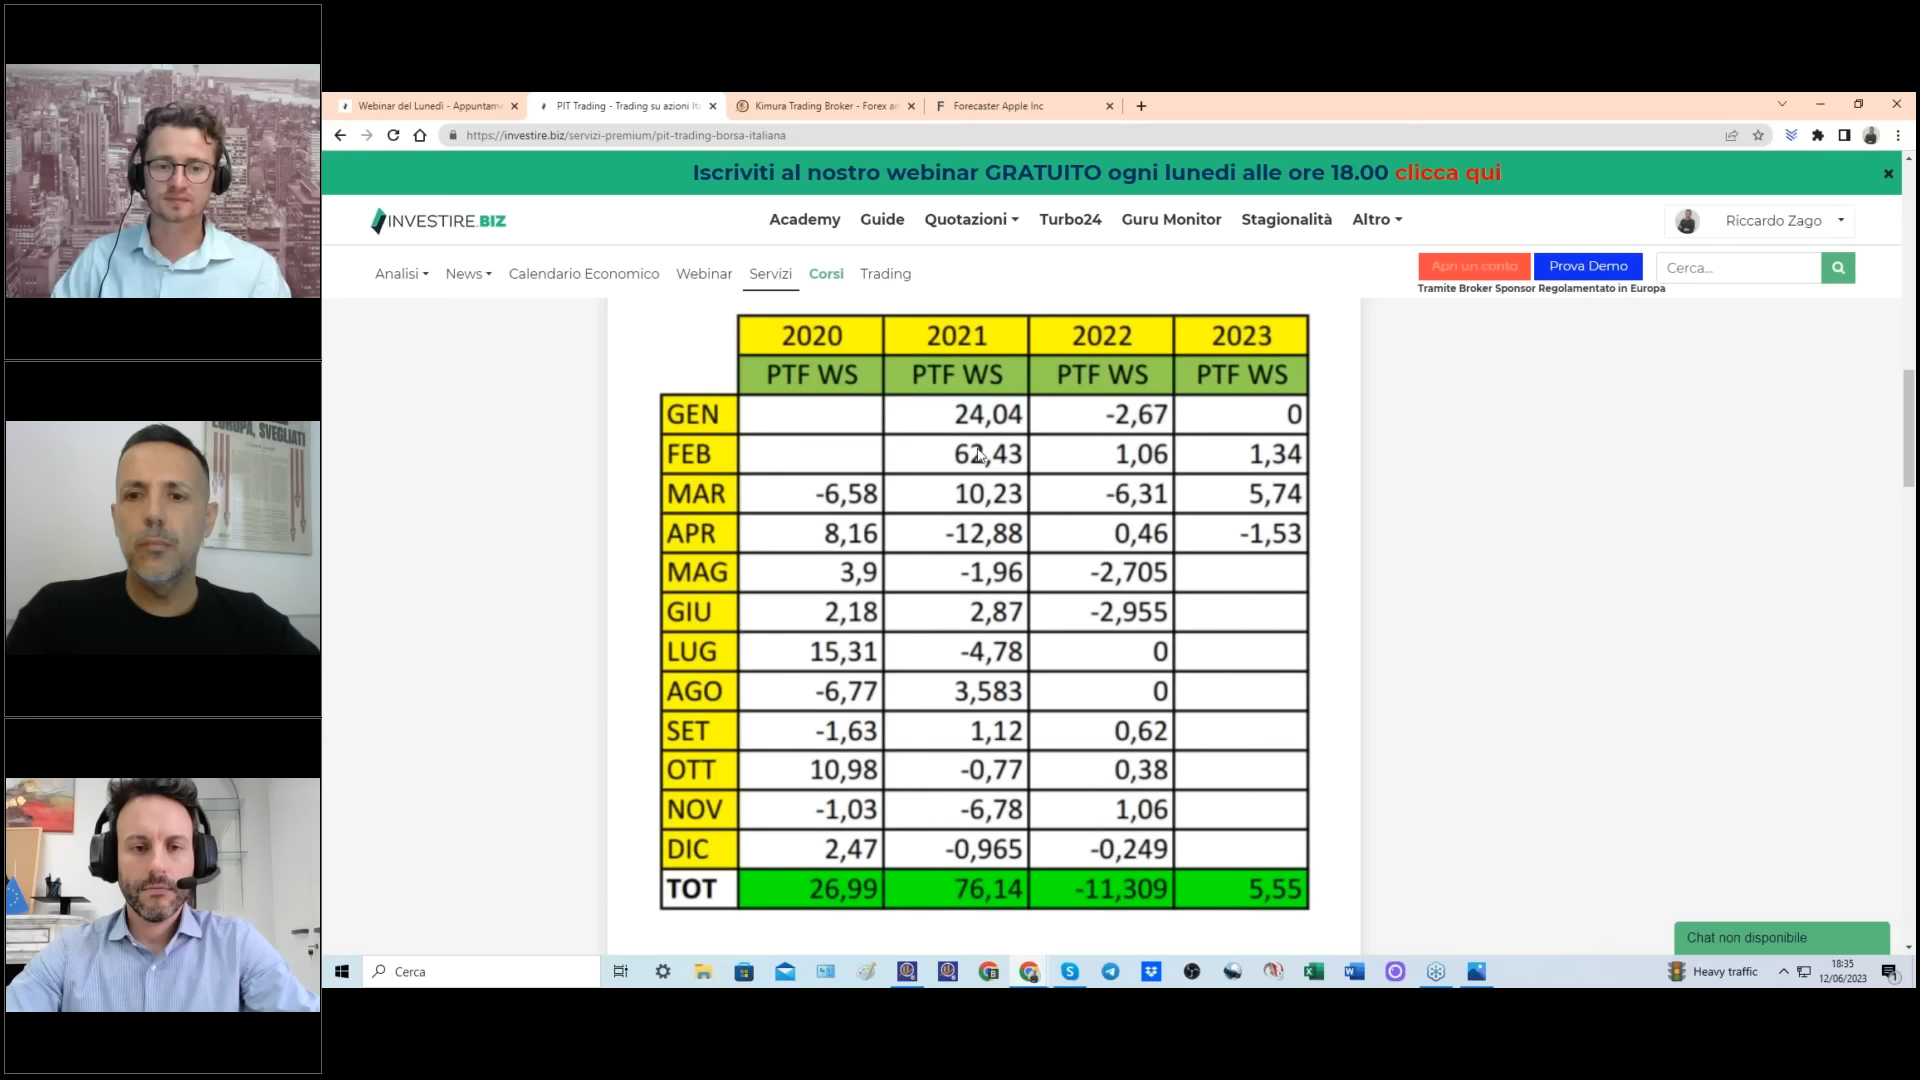 EUROPA, SVEGLIATI
Webinar del Lunedì - Appuntame
PIT Trading - Trading su azioni Ita
Kimura Trading Broker - Forex an
Forecaster Apple Inc
https://investire.biz/servizi-premium/pit-trading-borsa-italiana
Iscriviti al nostro webinar GRATUITO ogni lunedi alle ore 18.00 clicca qui
INVESTIRE.BIZ
Academy Guide Quotazioni Turbo24 Guru Monitor Stagionalità Altro
Riccardo Zago
Analisi News Calendario Economico Webinar Servizi Corsi Trading
Apri un conto Prova Demo Cerca...
Tramite Broker Sponsor Regolamentato in Europa
2020 2021 2022 2023
PTF WS PTF WS PTF WS PTF WS
GEN 24,04 -2,67 0
FEB 1,06 1,34
MAR -6,58 10,23 -6,31 5,74
APR 8,16 -12,88 0,46 -1,53
MAG 3,9 -1,96 -2,705
GIU 2,18 2,87 -2,955
LUG 15,31 -4,78 0
AGO -6,77 3,583 0
SET -1,63 1,12 0,62
OTT 10,98 -0,77 0,38
NOV -1,03 -6,78 1,06
DIC 2,47 -0,965 -0,249
TOT 26,99 76,14 -11,309 5,55
Chat non disponibile
Cerca
Heavy traffic
18:35
12/06/2023